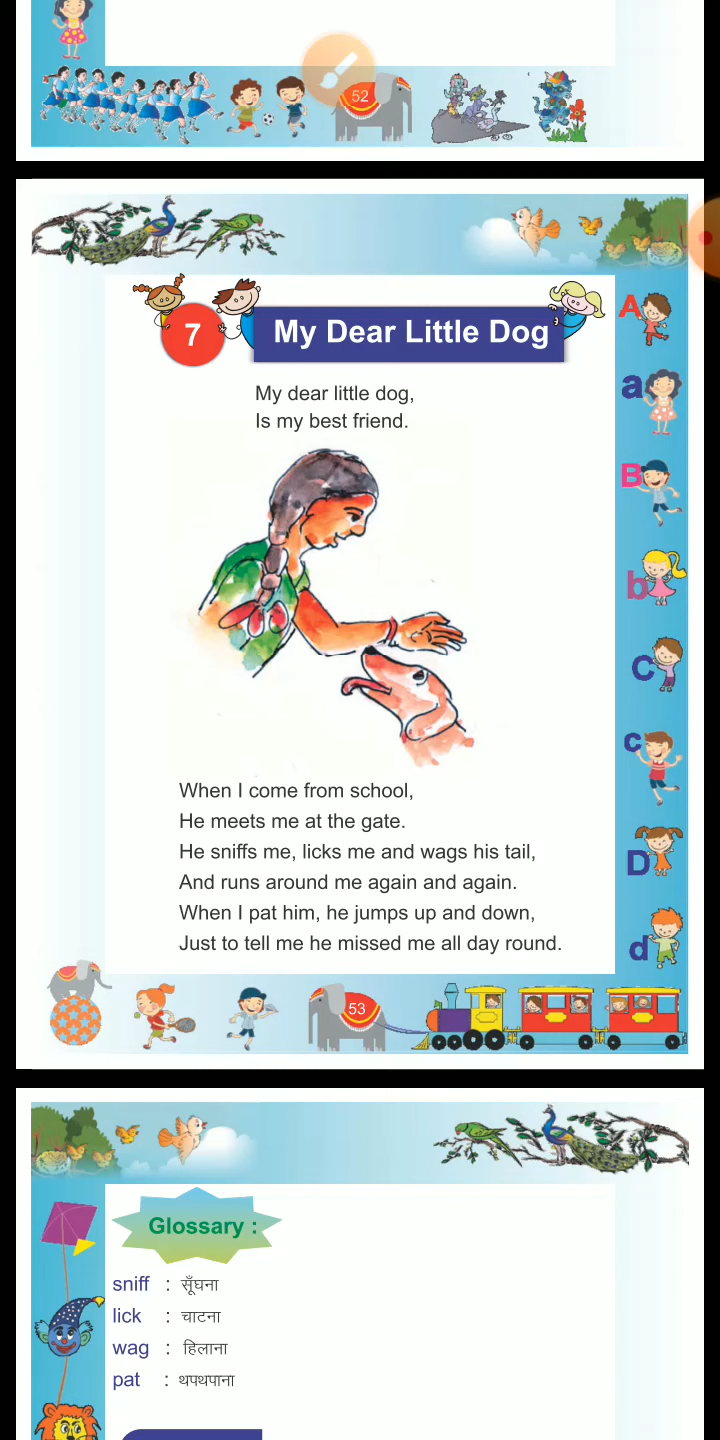 52
7
My Dear Little Dog
My dear little dog,
Is my best friend.
When I come from school,
He meets me at the gate.
He sniffs me, licks me and wags his tail,
And runs around me again and again.
When I pat him, he jumps up and down,
Just to tell me he missed me all day round.
A
a
B
b
C
c
D
d
53
Glossary :
sniff : सूँघना
lick : चाटना
wag : हिलाना
pat : थपथपाना